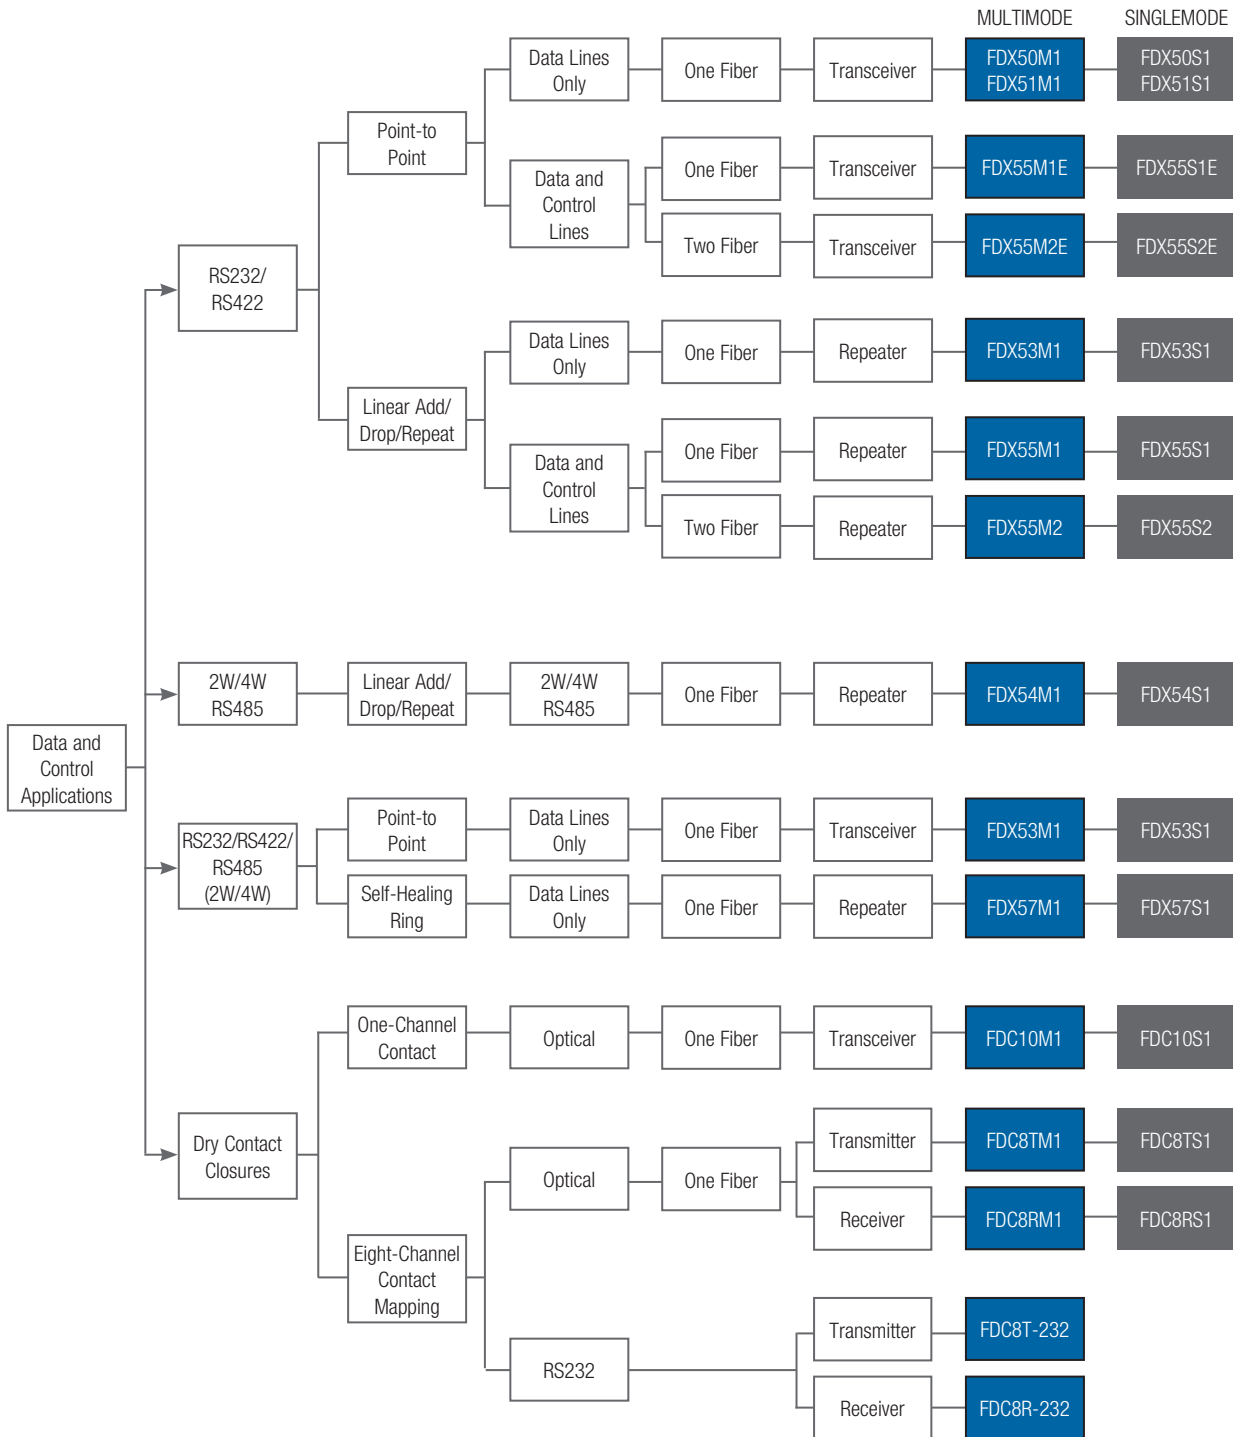 MULTIMODE
SINGLEMODE
Data Lines
Only
One Fiber
Transceiver
FDX50M1
FDX51M1
FDX50S1
FDX51S1
Point-to
Point
Data and
Control
Lines
One Fiber
Transceiver
FDX55M1E
FDX55S1E
Two Fiber
Transceiver
FDX55M2E
FDX55S2E
RS232/
RS422
Data Lines
Only
One Fiber
Repeater
FDX53M1
FDX53S1
Linear Add/
Drop/Repeat
Data and
Control
Lines
One Fiber
Repeater
FDX55M1
FDX55S1
Two Fiber
Repeater
FDX55M2
FDX55S2
2W/4W
RS485
Linear Add/
Drop/Repeat
2W/4W
RS485
One Fiber
Repeater
FDX54M1
FDX54S1
Data and
Control
Applications
RS232/RS422/
RS485
(2W/4W)
Point-to
Point
Data Lines
Only
One Fiber
Transceiver
FDX53M1
FDX53S1
Self-Healing
Ring
Data Lines
Only
One Fiber
Repeater
FDX57M1
FDX57S1
One-Channel
Contact
Optical
One Fiber
Transceiver
FDC10M1
FDC10S1
Dry Contact
Closures
Optical
One Fiber
Transmitter
FDC8TM1
FDC8TS1
Receiver
FDC8RM1
FDC8RS1
Eight-Channel
Contact
Mapping
RS232
Transmitter
FDC8T-232
Receiver
FDC8R-232